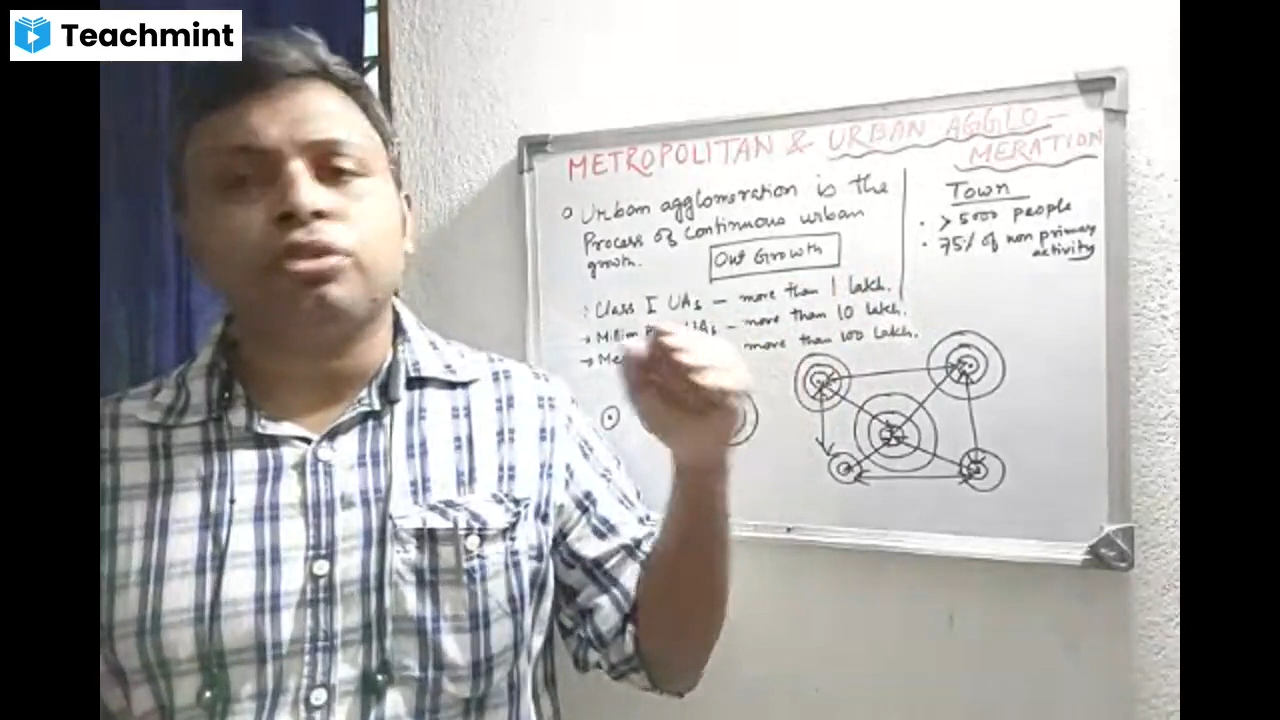 Teachmint
METROPOLITAN & URBAN AGGLO-
MERATION
Urban agglomeration is the
Process of continuous urban
growth.
Out Growth
Town
· > 5000 people
· 75% of non primary
activity
: Class I UAs - more than 1 lakh.
→ UAs - more than 10 lakh.
→ more than 100 lakh.